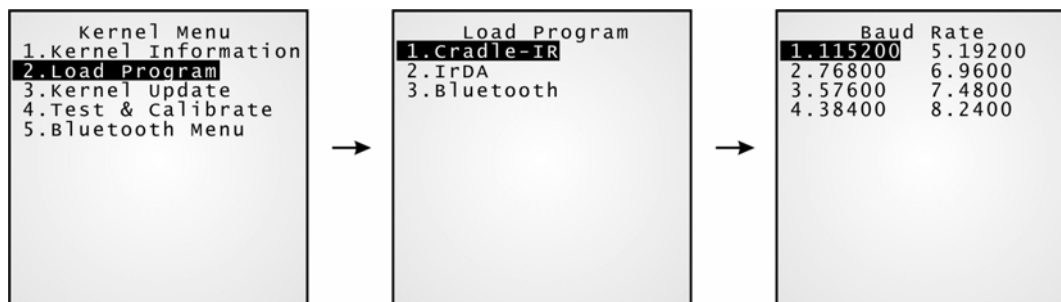 Kernel Menu
1.Kernel Information
2.Load Program
3.Kernel Update
4.Test & Calibrate
5.Bluetooth Menu
Load Program
1.Cradle-IR
2.IrDA
3.Bluetooth
Baud Rate
1.115200 5.19200
2.76800 6.9600
3.57600 7.4800
4.38400 8.2400